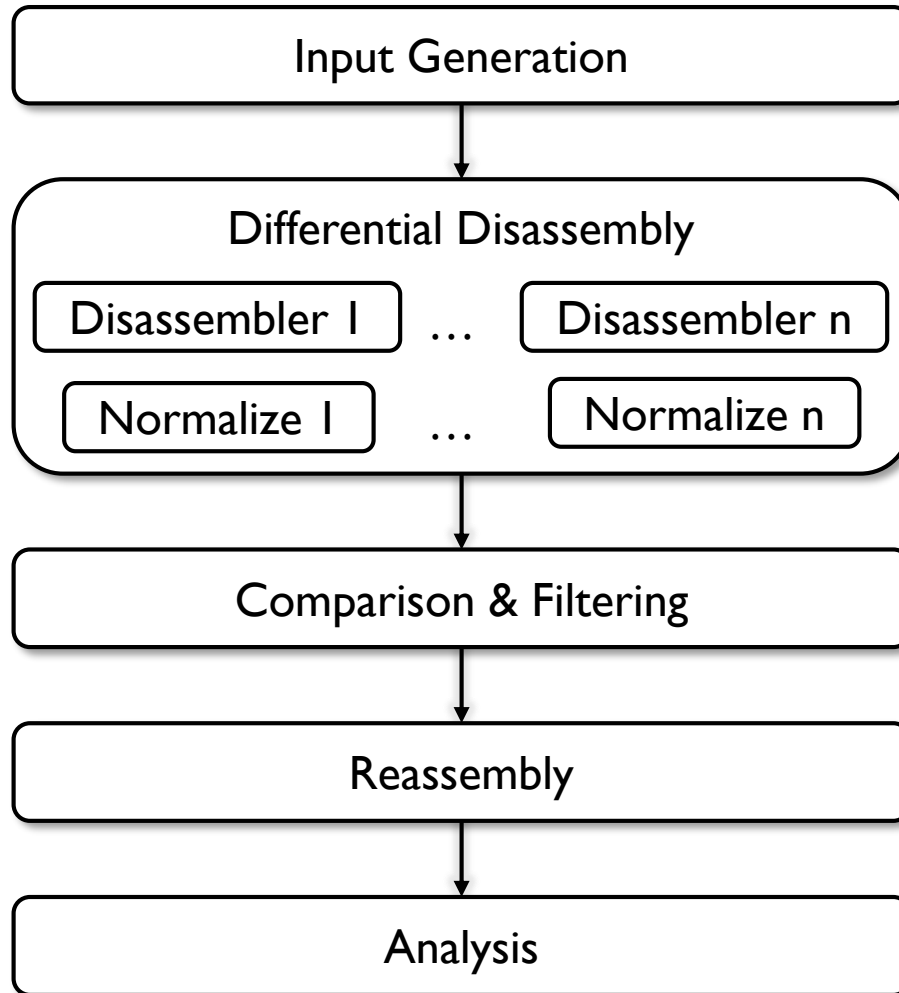 Input Generation
Differential Disassembly
Disassembler 1 … Disassembler n
Normalize 1 … Normalize n
Comparison & Filtering
Reassembly
Analysis